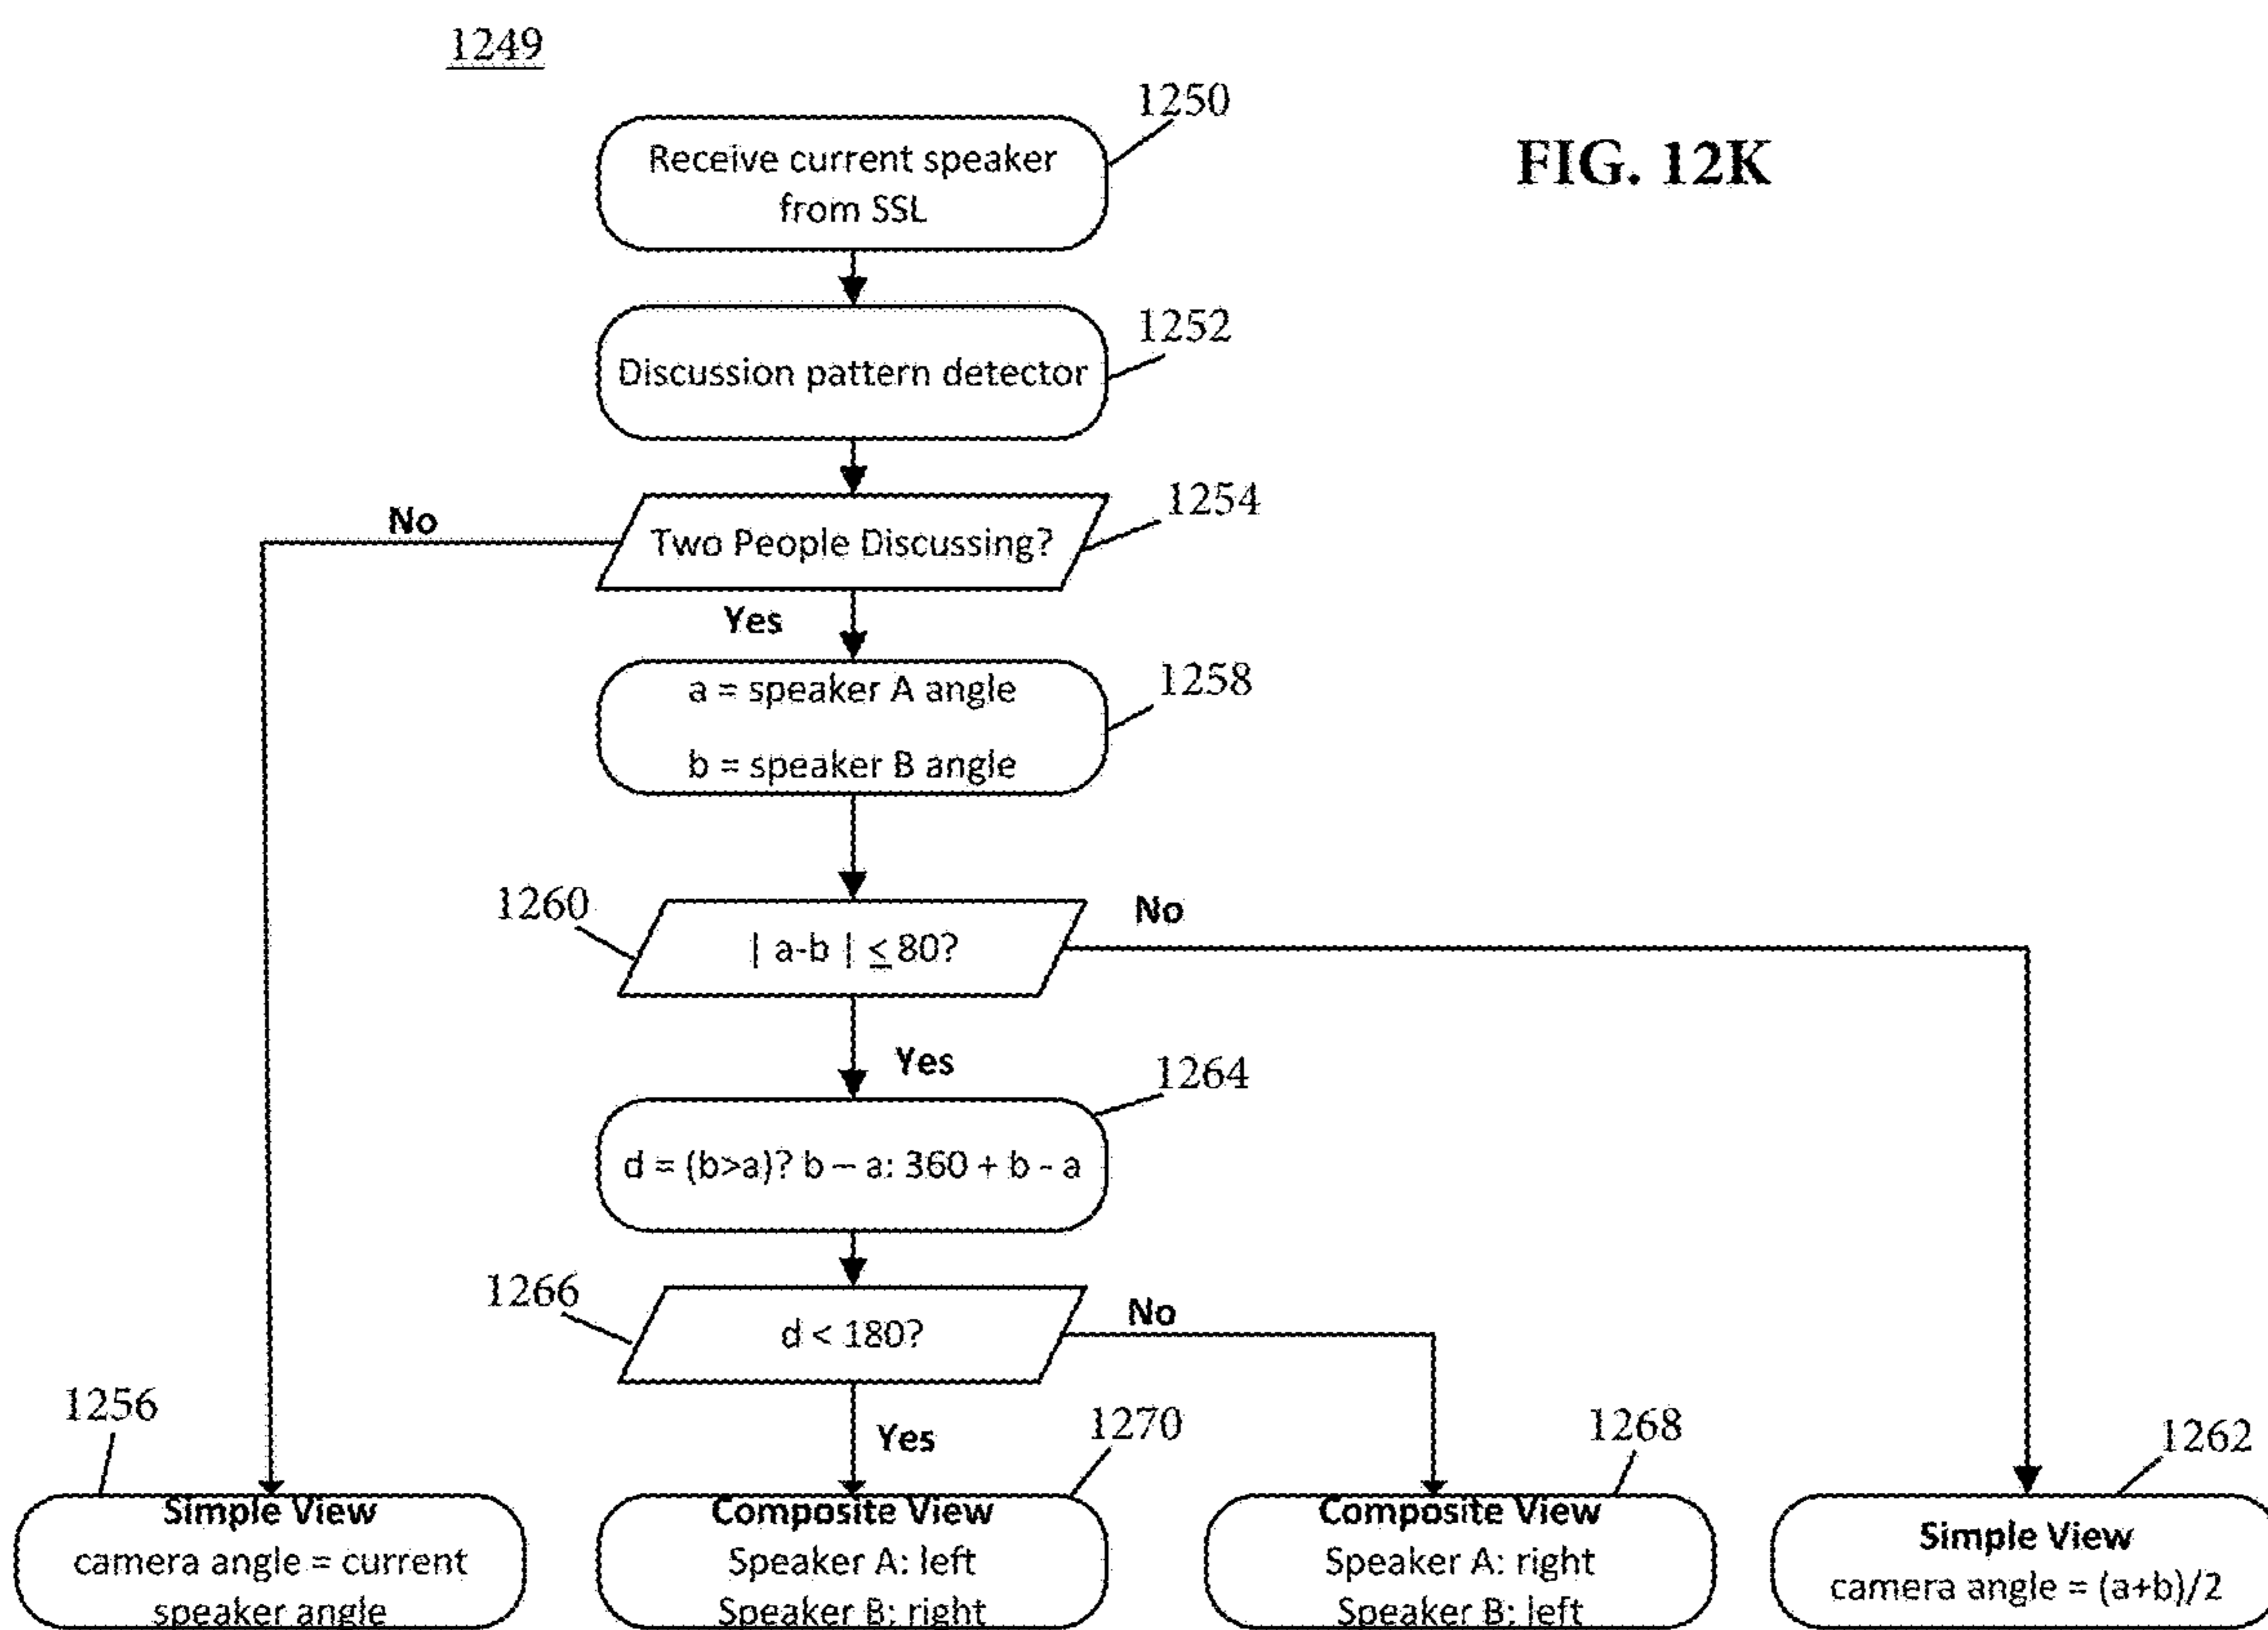 1249
1250
FIG. 12K
Receive current speaker
from SSL
1252
Discussion pattern detector
1254
No
Two People Discussing?
Yes
1258
a = speaker A angle
b = speaker B angle
1260
No
| a-b | ≤ 80?
Yes
1264
d = (b>a)? b – a: 360 + b - a
1266
No
d < 180?
1256
Yes
1270
1268
1262
Simple View
camera angle = current
speaker angle
Composite View
Speaker A: left
Speaker B: right
Composite View
Speaker A: right
Speaker B: left
Simple View
camera angle = (a+b)/2